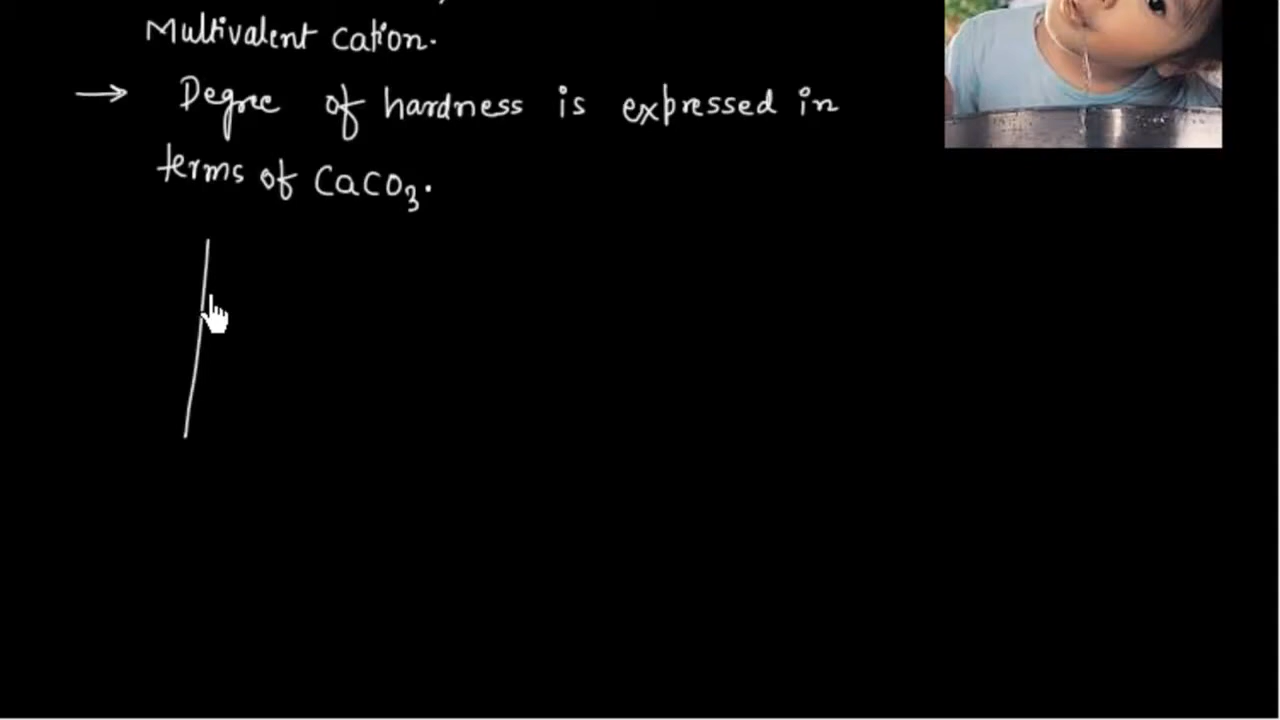 Multivalent cation.
→ Degree of hardness is expressed in
terms of CaCO₃.